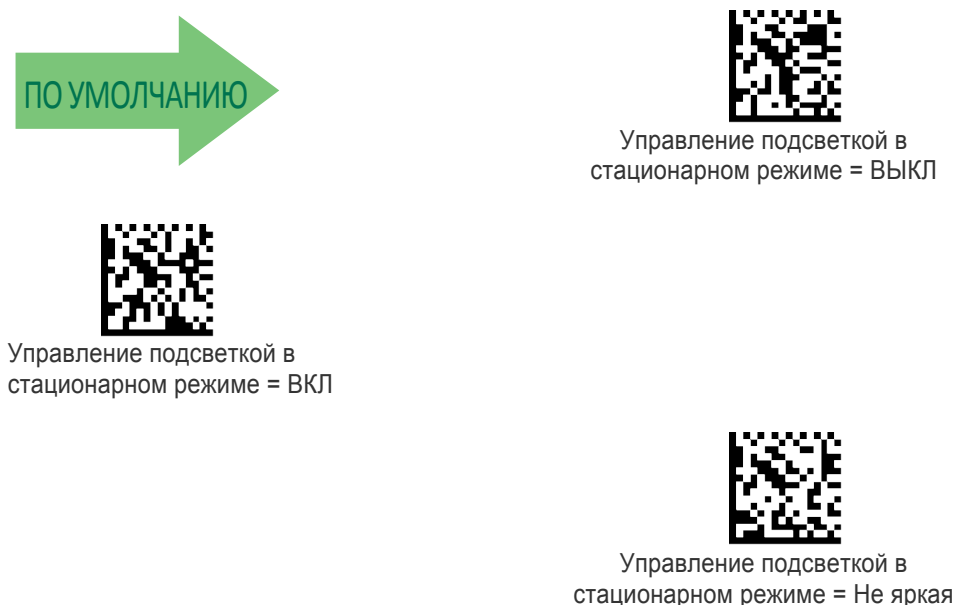 ПО УМОЛЧАНИЮ
Управление подсветкой в
стационарном режиме = ВЫКЛ
Управление подсветкой в
стационарном режиме = ВКЛ
Управление подсветкой в
стационарном режиме = Не яркая